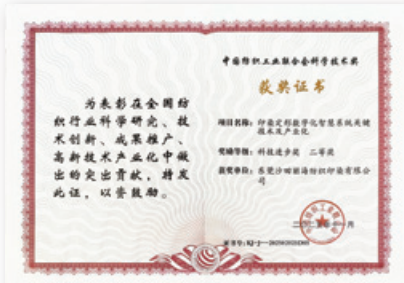 为表彰在全国纺
织行业科学研究、技
术创新、成果推广、
高新技术产业化中做
出的突出贡献，特发
此证，以资鼓励。
中国纺织工业联合会科学技术奖
获奖证书
项目名称：印染定形数字化智慧系统关键
技术及产业化
奖励等级：科技进步奖 二等奖
获奖单位：东莞沙田丽海纺织印染有限公
司
证书号：